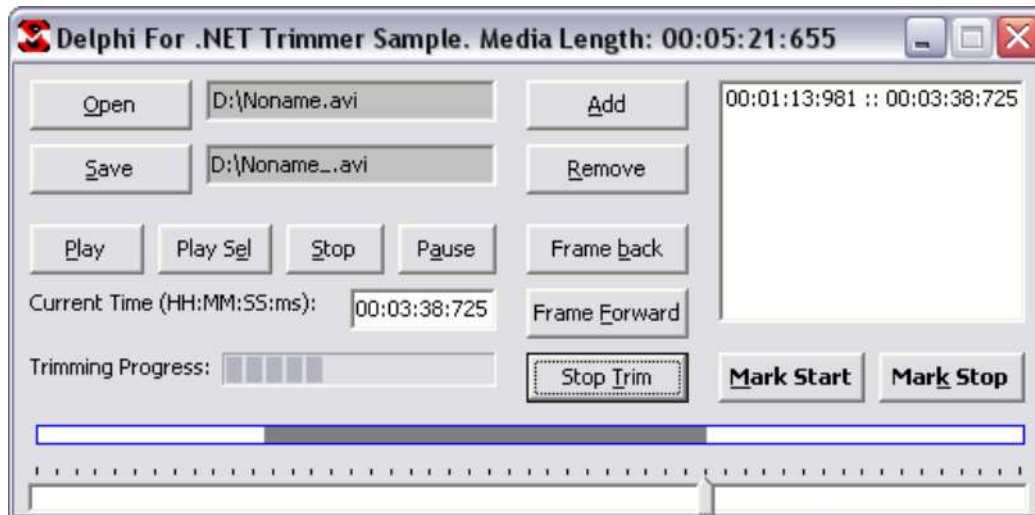 Delphi For .NET Trimmer Sample. Media Length: 00:05:21:655
Open D:\Noname.avi Add 00:01:13:981 :: 00:03:38:725
Save D:\Noname_.avi Remove
Play Play Sel Stop Pause Frame back
Current Time (HH:MM:SS:ms): 00:03:38:725 Frame Forward
Trimming Progress: Stop Trim Mark Start Mark Stop